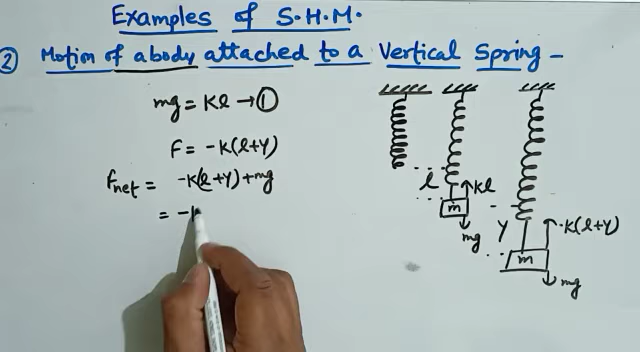 Examples of S.H.M.
② Motion of a body attached to a Vertical Spring -
mg = Kl → ①
F = -K(l+Y)
Fnet = -K(l+Y)+mg
= -K
l
Kl
m
mg
Y
-K(l+Y)
m
mg